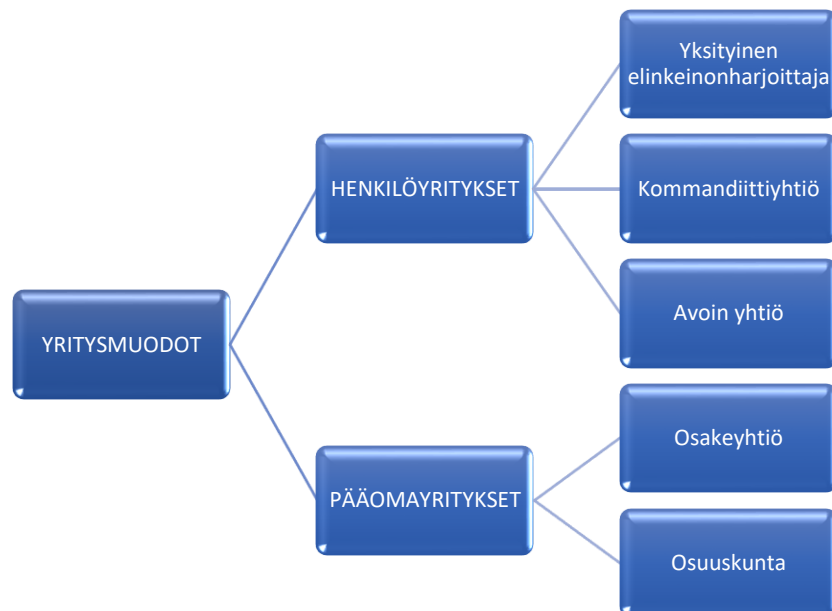 YRITYSMUODOT
HENKILÖYRITYKSET
Yksityinen
elinkeinonharjoittaja
Kommandiittiyhtiö
Avoin yhtiö
PÄÄOMAYRITYKSET
Osakeyhtiö
Osuuskunta